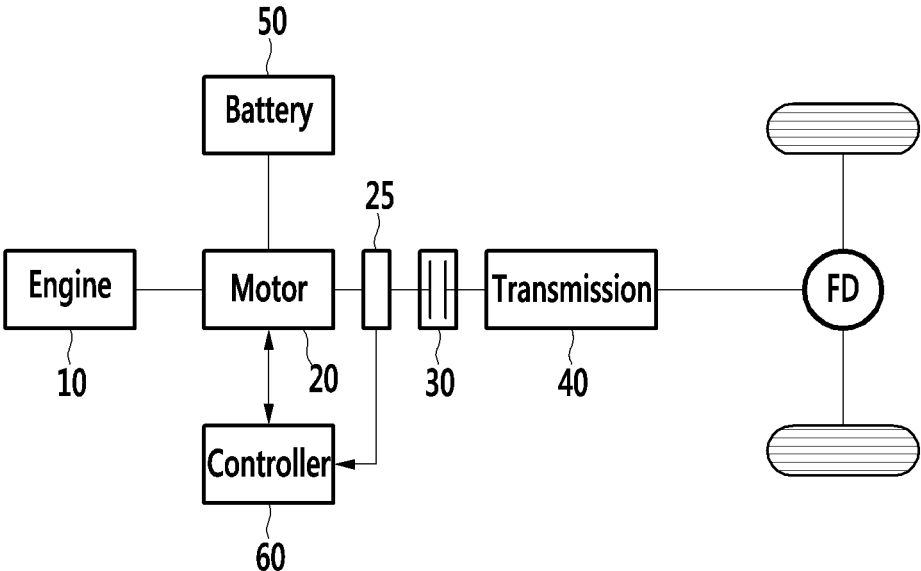 50
Battery
25
Engine
Motor
Transmission
FD
10
20
30
40
Controller
60